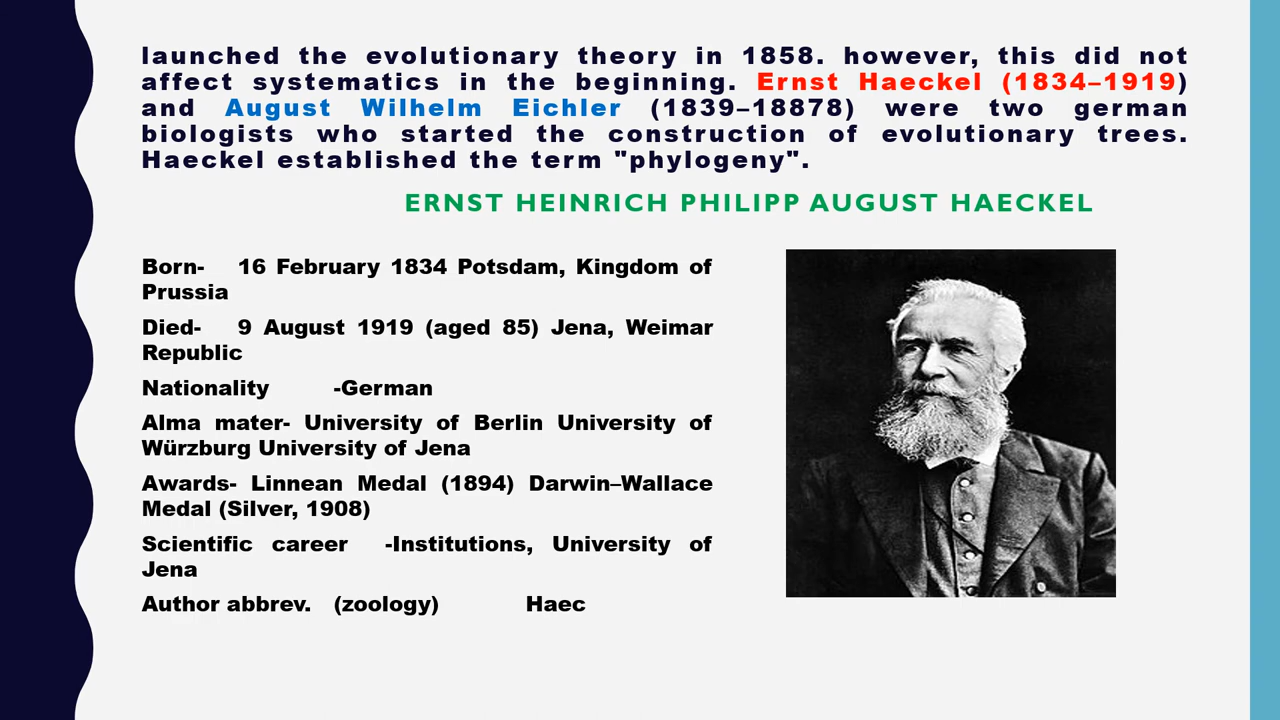 launched the evolutionary theory in 1858. however, this did not
affect systematics in the beginning. Ernst Haeckel (1834–1919)
and August Wilhelm Eichler (1839–18878) were two german
biologists who started the construction of evolutionary trees.
Haeckel established the term "phylogeny".
ERNST HEINRICH PHILIPP AUGUST HAECKEL
Born- 16 February 1834 Potsdam, Kingdom of
Prussia
Died- 9 August 1919 (aged 85) Jena, Weimar
Republic
Nationality -German
Alma mater- University of Berlin University of
Würzburg University of Jena
Awards- Linnean Medal (1894) Darwin–Wallace
Medal (Silver, 1908)
Scientific career -Institutions, University of
Jena
Author abbrev. (zoology) Haec